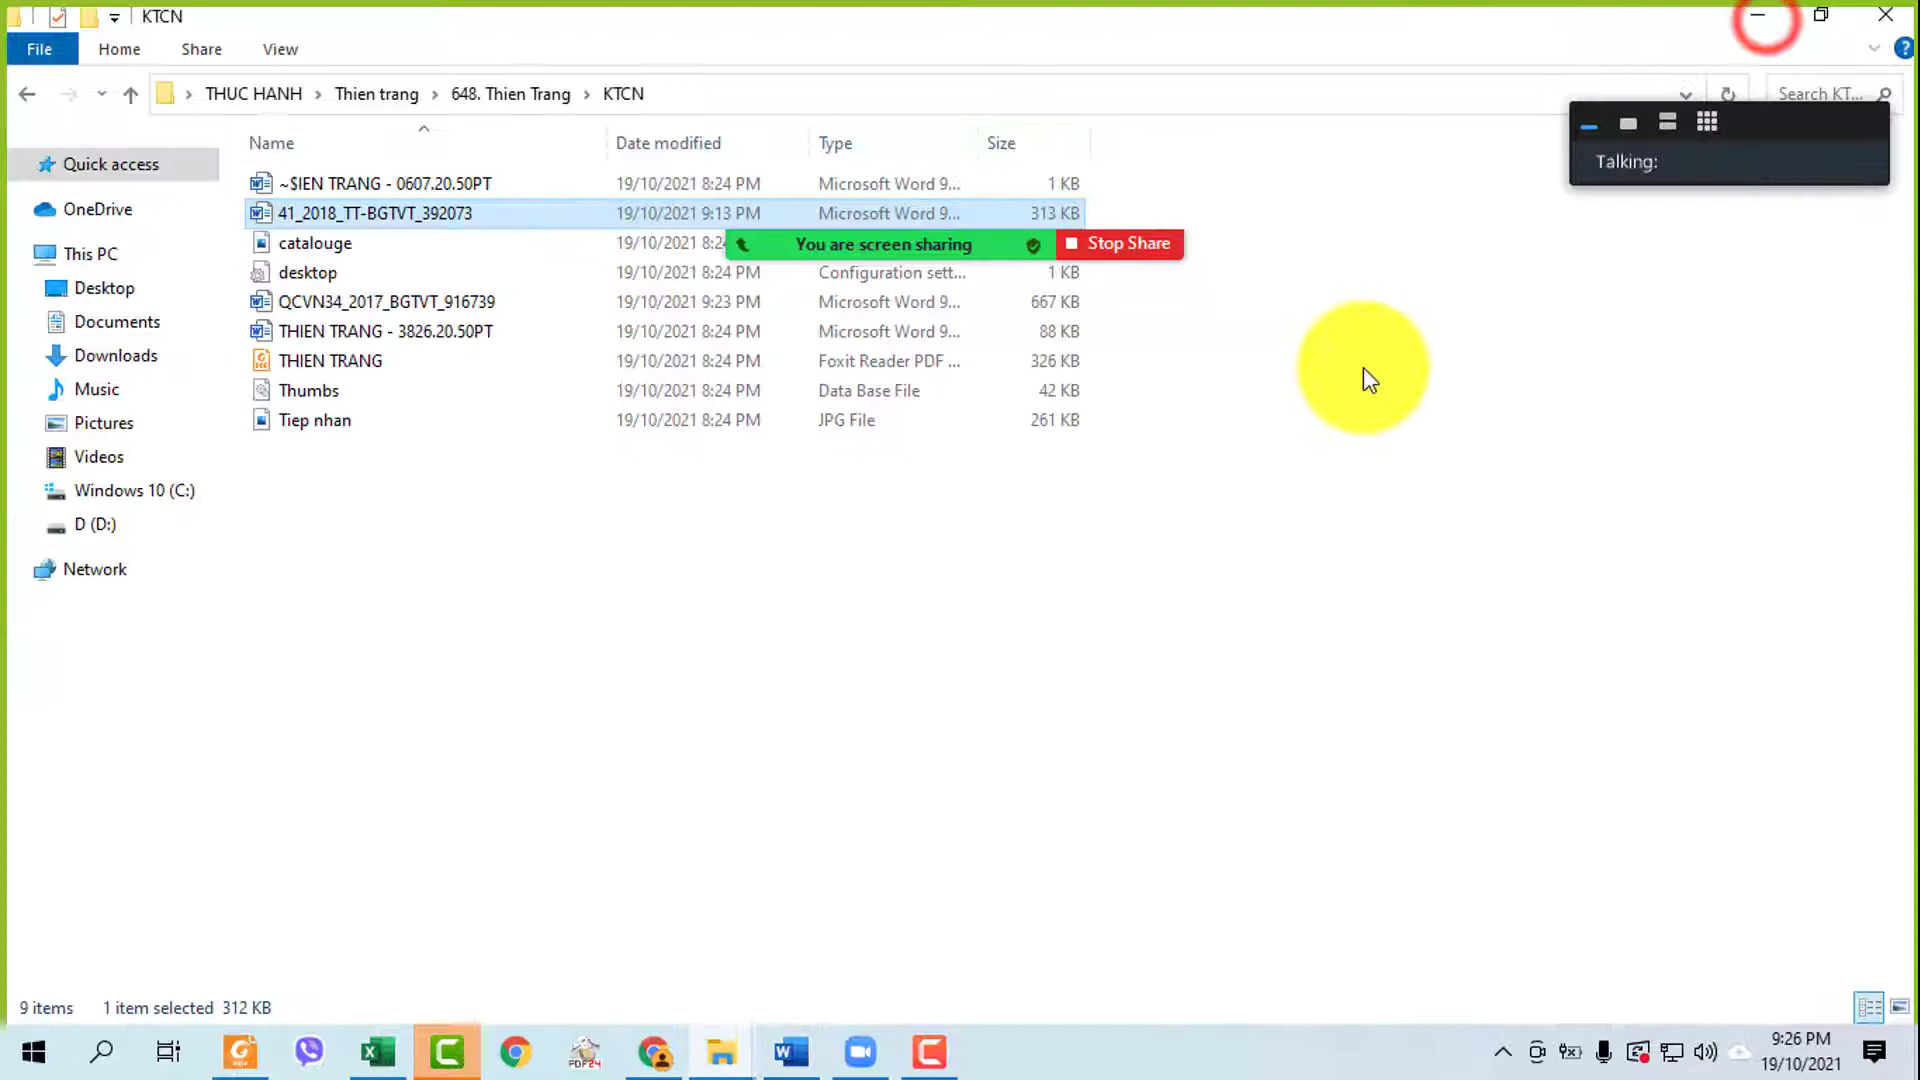 KTCN
File Home Share View
THUC HANH Thien trang 648. Thien Trang KTCN Search KT...
Talking:
Name Date modified Type Size
Quick access
OneDrive
This PC
Desktop
Documents
Downloads
Music
Pictures
Videos
Windows 10 (C:)
D (D:)
Network
~$IEN TRANG - 0607.20.50PT 19/10/2021 8:24 PM Microsoft Word 9... 1 KB
41_2018_TT-BGTVT_392073 19/10/2021 9:13 PM Microsoft Word 9... 313 KB
catalouge 19/10/2021 8:24
You are screen sharing Stop Share
desktop 19/10/2021 8:24 PM Configuration sett... 1 KB
QCVN34_2017_BGTVT_916739 19/10/2021 9:23 PM Microsoft Word 9... 667 KB
THIEN TRANG - 3826.20.50PT 19/10/2021 8:24 PM Microsoft Word 9... 88 KB
THIEN TRANG 19/10/2021 8:24 PM Foxit Reader PDF ... 326 KB
Thumbs 19/10/2021 8:24 PM Data Base File 42 KB
Tiep nhan 19/10/2021 8:24 PM JPG File 261 KB
9 items 1 item selected 312 KB
PDF24
9:26 PM
19/10/2021